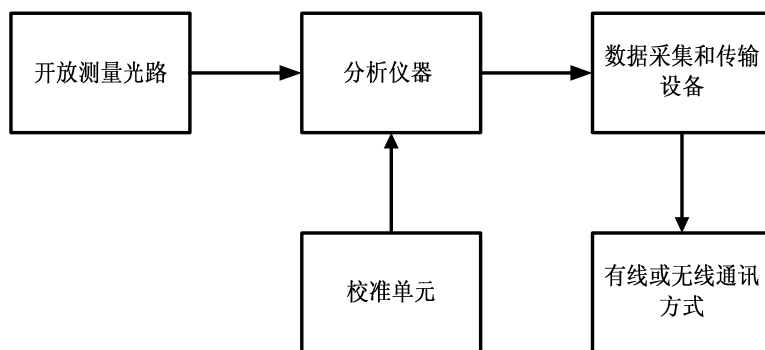 开放测量光路
分析仪器
数据采集和传输
设备
校准单元
有线或无线通讯
方式